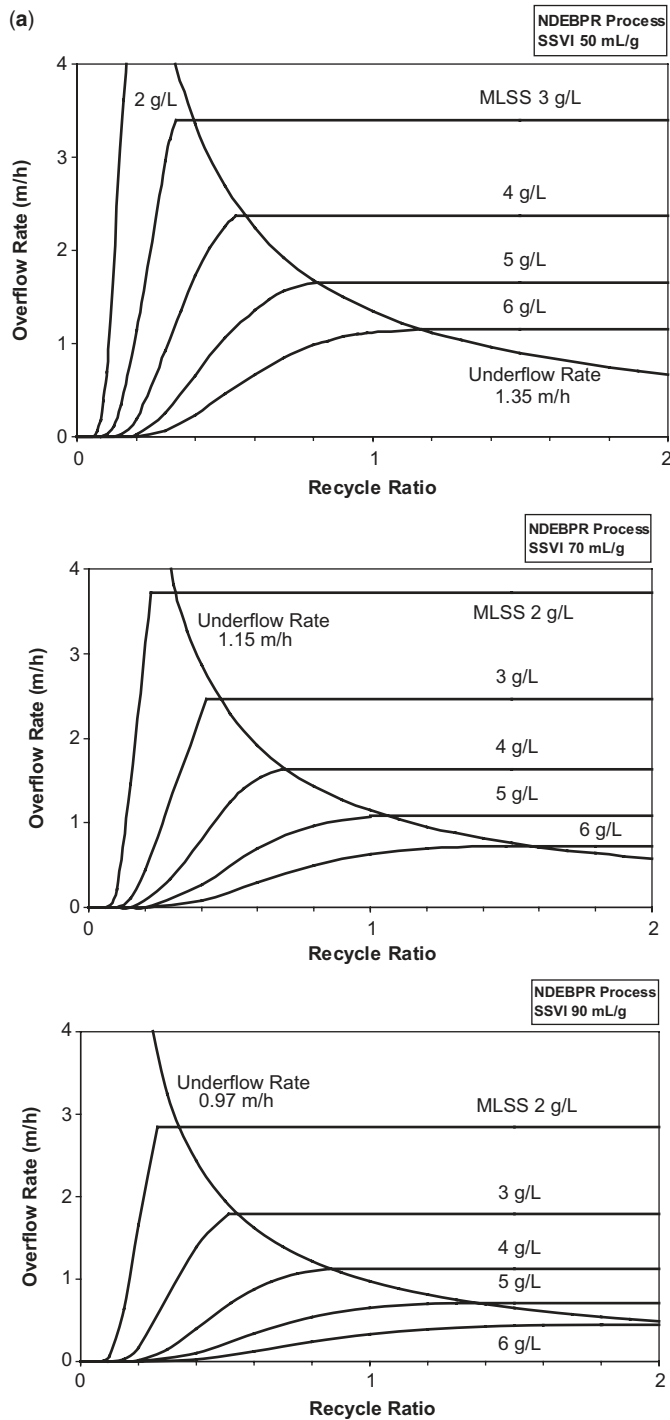 (a)
NDEBPR Process
SSVI 50 mL/g
4
3
2
1
0
Overflow Rate (m/h)
2 g/L
MLSS 3 g/L
4 g/L
5 g/L
6 g/L
Underflow Rate
1.35 m/h
0
1
2
Recycle Ratio
NDEBPR Process
SSVI 70 mL/g
4
3
2
1
0
Overflow Rate (m/h)
Underflow Rate
1.15 m/h
MLSS 2 g/L
3 g/L
4 g/L
5 g/L
6 g/L
0
1
2
Recycle Ratio
NDEBPR Process
SSVI 90 mL/g
4
3
2
1
0
Overflow Rate (m/h)
Underflow Rate
0.97 m/h
MLSS 2 g/L
3 g/L
4 g/L
5 g/L
6 g/L
0
1
2
Recycle Ratio